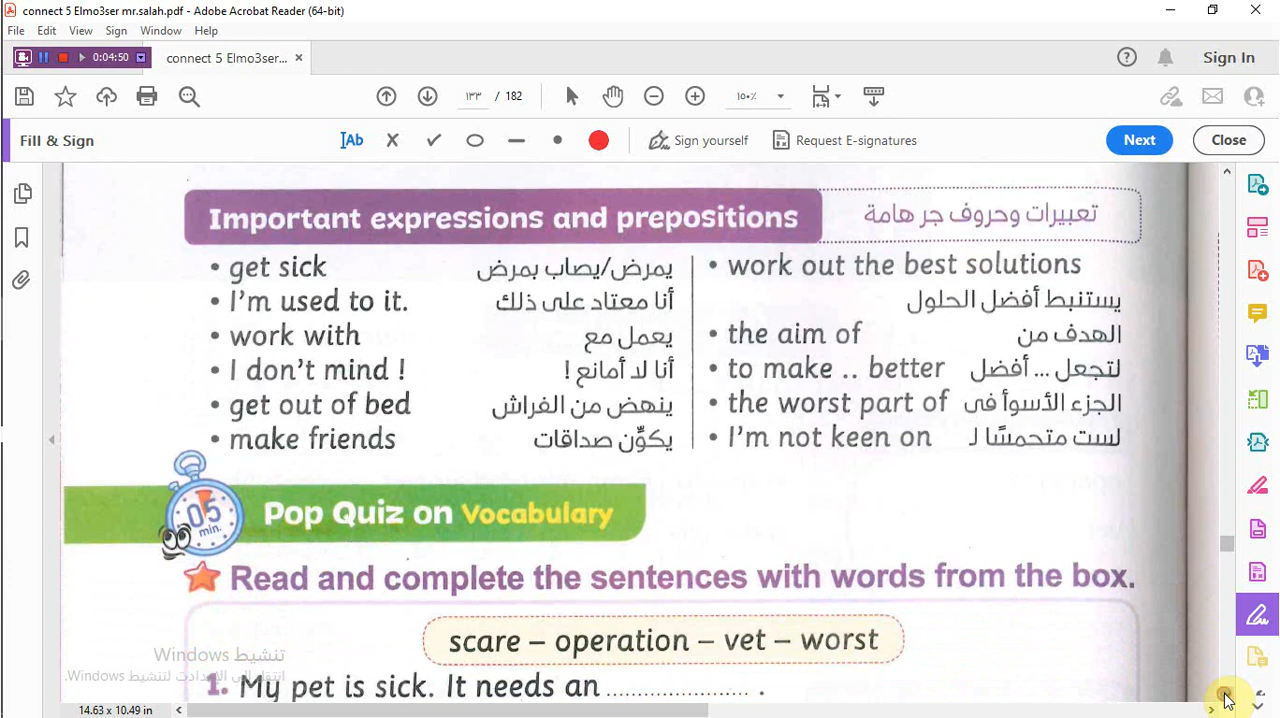 connect 5 Elmo3ser mr.salah.pdf - Adobe Acrobat Reader (64-bit)
File Edit View Sign Window Help
0:04:50 connect 5 Elmo3ser... × Sign In
١٣٣ / 182 ١٥٠٪
Fill & Sign Ab Sign yourself Request E-signatures Next Close
Important expressions and prepositions تعبيرات وحروف جر هامة
• get sick يمرض/يصاب بمرض
• I'm used to it. أنا معتاد على ذلك
• work with يعمل مع
• I don't mind ! أنا لا أمانع !
• get out of bed ينهض من الفراش
• make friends يكوِّن صداقات
• work out the best solutions
يستنبط أفضل الحلول
• the aim of الهدف من
• to make .. better لتجعل ... أفضل
• the worst part of الجزء الأسوأ فى
• I'm not keen on لست متحمسًا لـ
05 min.
Pop Quiz on Vocabulary
Read and complete the sentences with words from the box.
scare – operation – vet – worst
1. My pet is sick. It needs an ........................ .
تنشيط Windows
انتقل إلى الإعدادات لتنشيط Windows.
14.63 x 10.49 in